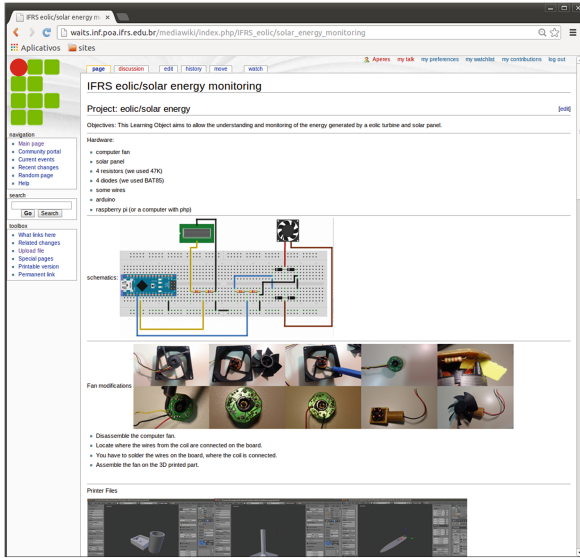 IFRS eolic/solar energy mo
waits.inf.poa.ifrs.edu.br/mediawiki/index.php/IFRS_eolic/solar_energy_monitoring
Aplicativos sites
Aperes my talk my preferences my watchlist my contributions log out
page discussion edit history move watch
IFRS eolic/solar energy monitoring
Project: eolic/solar energy [edit]
Objectives: This Learning Object aims to allow the understanding and monitoring of the energy generated by a eolic turbine and solar panel.
Hardware:
computer fan
solar panel
4 resistors (we used 47K)
4 diodes (we used BAT85)
some wires
arduino
raspberry pi (or a computer with php)
navigation
Main page
Community portal
Current events
Recent changes
Random page
Help
search
Go Search
toolbox
What links here
Related changes
Upload file
Special pages
Printable version
Permanent link
schematics:
Fan modifications
Disassemble the computer fan.
Locate where the wires from the coil are connected on the board.
You have to solder the wires on the board, where the coil is connected.
Assemble the fan on the 3D printed part.
Printer Files